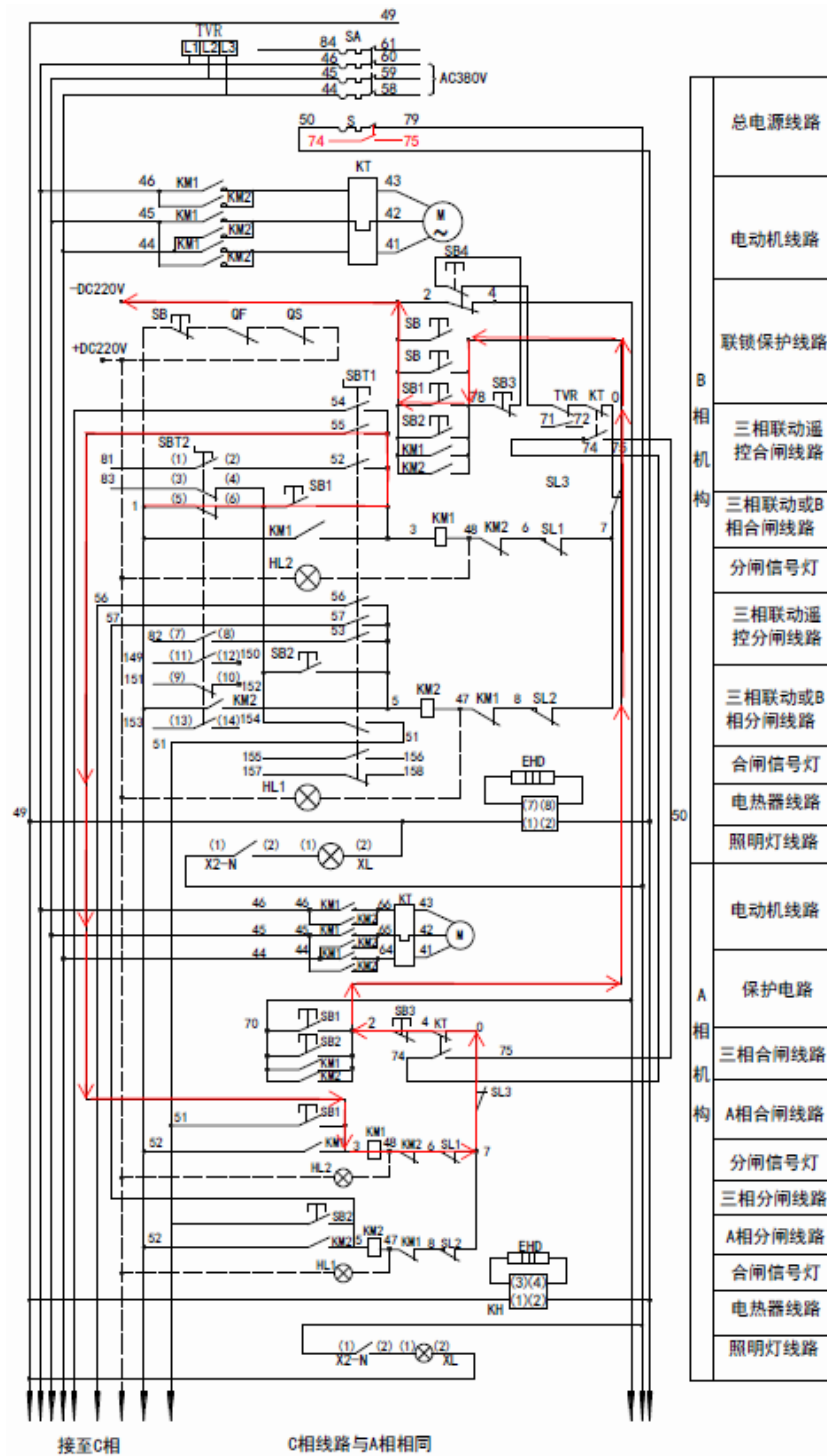 49
TVR
L1 L2 L3
84 SA 61
46 60
45 59
44 58
AC380V
50 S 79
74 75
KT
46 KM1 43
KM2
45 KM1 42
KM2
44 KM1 41
KM2
M
~
SB4
-DC220V
2 4
SB QF QS
SB
+DC220V
SB
SBT1
SB1
78
SB3
TVR KT 0
54
SB2
71 72
55
KM1
74 75
SBT2
81 (1) (2) 52
KM2
83 (3) (4)
SL3
1 (5) (6)
SB1
KM1
3 KM1 48 KM2 6 SL1 7
HL2
56 56
57 57
82 (7) (8) 53
149 (11) (12) 150
SB2
151 (9) (10) 152
KM2
5 KM2 47 KM1 8 SL2
153 (13) (14) 154
51 51
155 156
157 158
EHD
HL1
(7)(8)
(1)(2)
49
50
(1) (2) (1) (2)
X2-N XL
46 46 KM1 66 KT 43
KM2
45 45 KM1 65 42
KM2
44 44 KM1 64 41
KM2
M
70 SB1 2 SB3 4 KT 0
SB2
74 75
KM1
KM2
SL3
51 SB1
52 KM1 3 KM1 48 KM2 6 SL1 7
HL2
SB2
52 KM2 5 KM2 47 KM1 8 SL2
HL1
EHD
(3)(4)
(1)(2)
KH
(1) (2) (1) (2)
X2-N XL
接至C相
C相线路与A相相同
B相机构
总电源线路
电动机线路
联锁保护线路
三相联动遥
控合闸线路
三相联动或B
相合闸线路
分闸信号灯
三相联动遥
控分闸线路
三相联动或B
相分闸线路
合闸信号灯
电热器线路
照明灯线路
A相机构
电动机线路
保护电路
三相合闸线路
A相合闸线路
分闸信号灯
三相分闸线路
A相分闸线路
合闸信号灯
电热器线路
照明灯线路